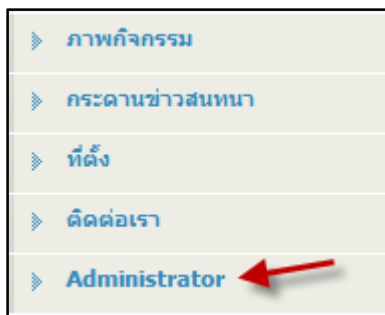 ภาพกิจกรรม
กระดานข่าวสนทนา
ที่ตั้ง
ติดต่อเรา
Administrator